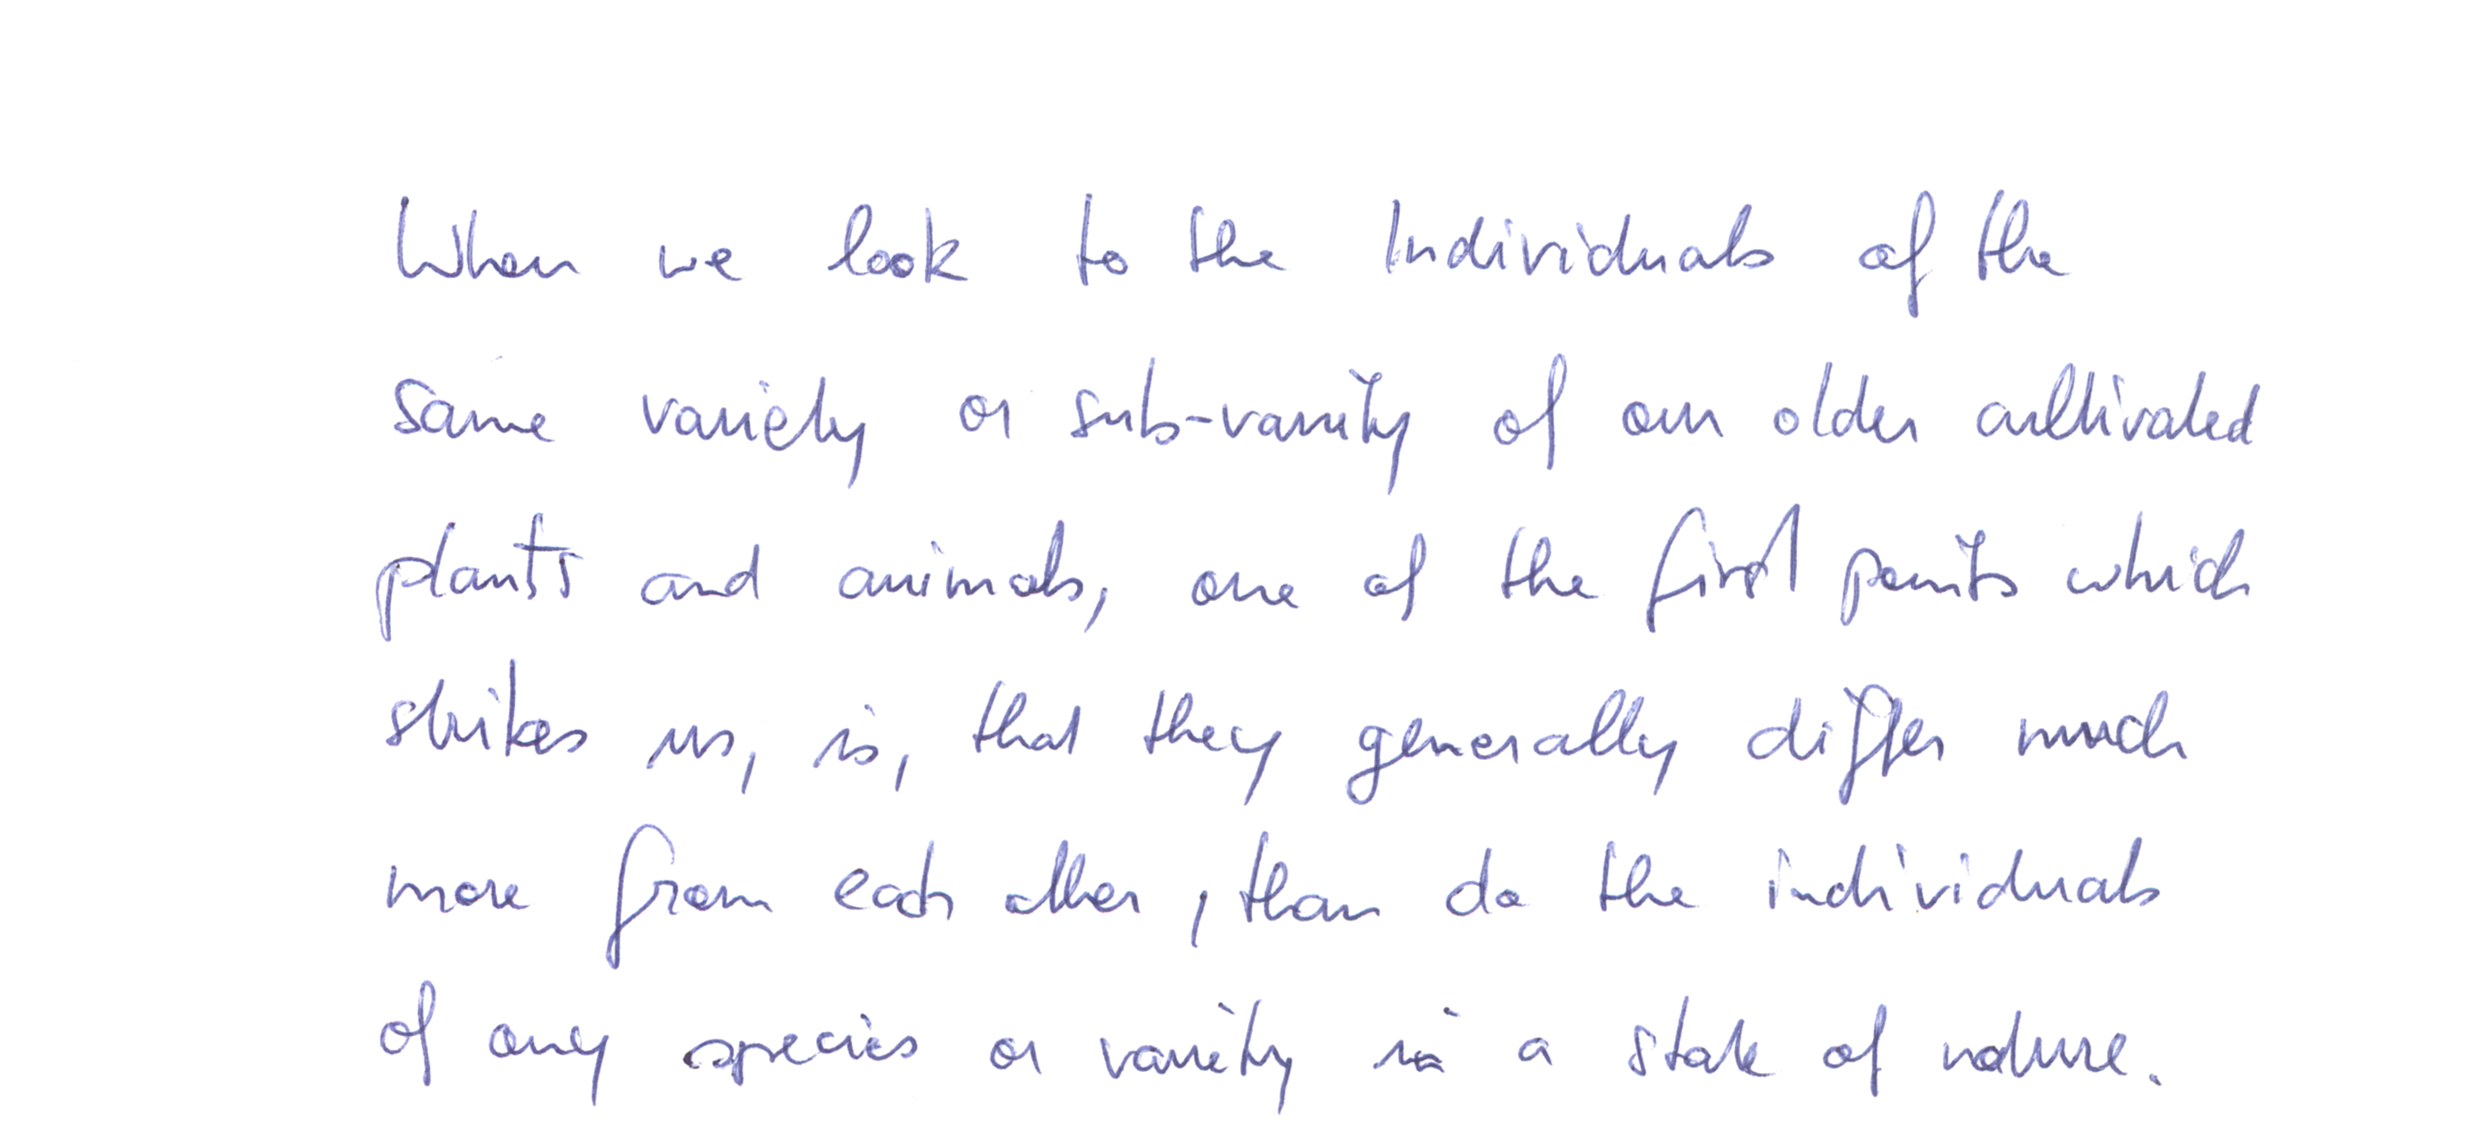 When we look to the Individuals of the
same variety or sub-variety of our older cultivated
plants and animals, one of the first points which
strikes us, is, that they generally differ much
more from each other, than do the individuals
of any species or variety in a state of nature.